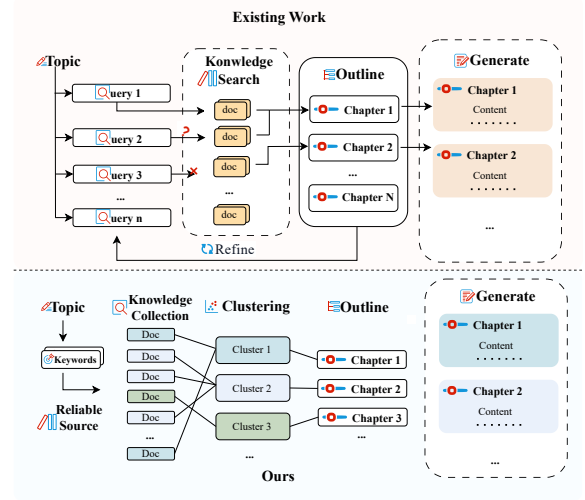 Existing Work
Topic
Knowledge
Search
Outline
Generate
uery 1
uery 2
uery 3
...
uery n
doc
doc
doc
...
doc
Chapter 1
Chapter 2
...
Chapter N
Chapter 1
Content
.......
Chapter 2
Content
.......
...
Refine
Topic
Keywords
Reliable
Source
Knowledge
Collection
Doc
Doc
Doc
Doc
Doc
...
Doc
Clustering
Cluster 1
Cluster 2
Cluster 3
...
Outline
Chapter 1
Chapter 2
Chapter 3
...
Generate
Chapter 1
Content
.......
Chapter 2
Content
.......
...
Ours